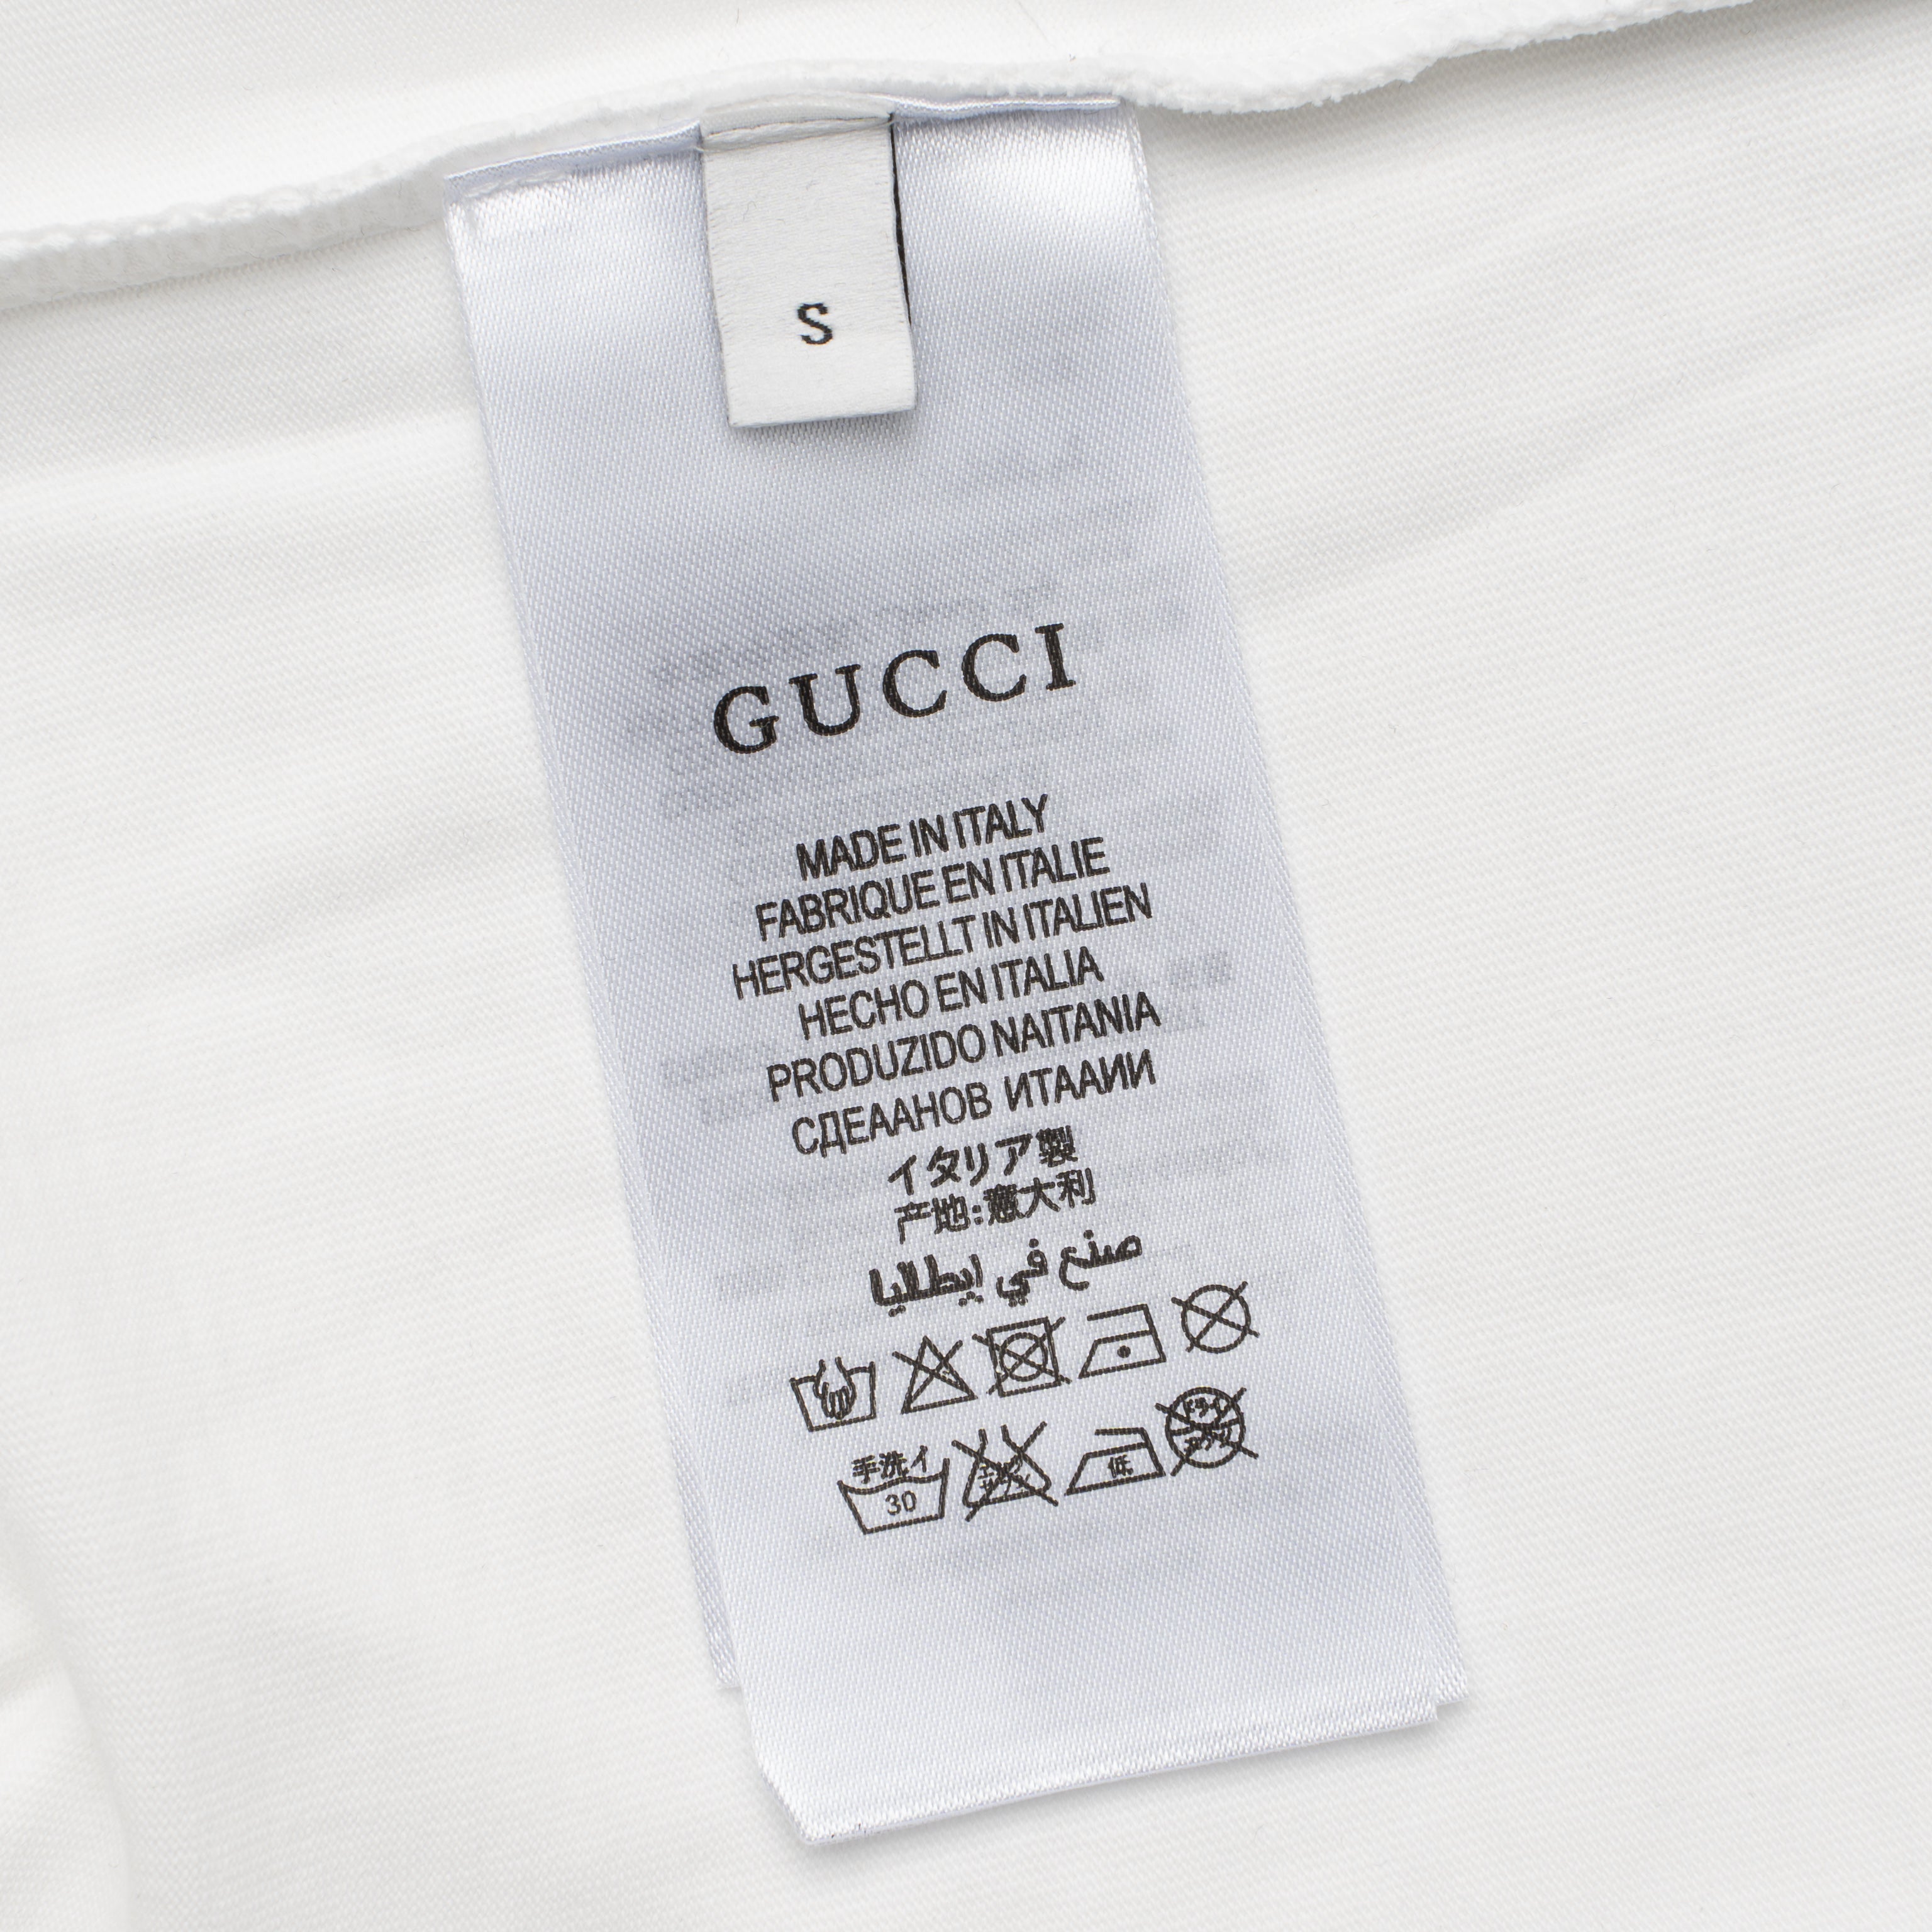 S
GUCCI
MADE IN ITALY
FABRIQUE EN ITALIE
HERGESTELLT IN ITALIEN
HECHO EN ITALIA
PRODUZIDO NAITANIA
СДЕААНОВ ИТААИИ
イタリア製
产地:意大利
صنع في إيطاليا
手洗イ
30
低